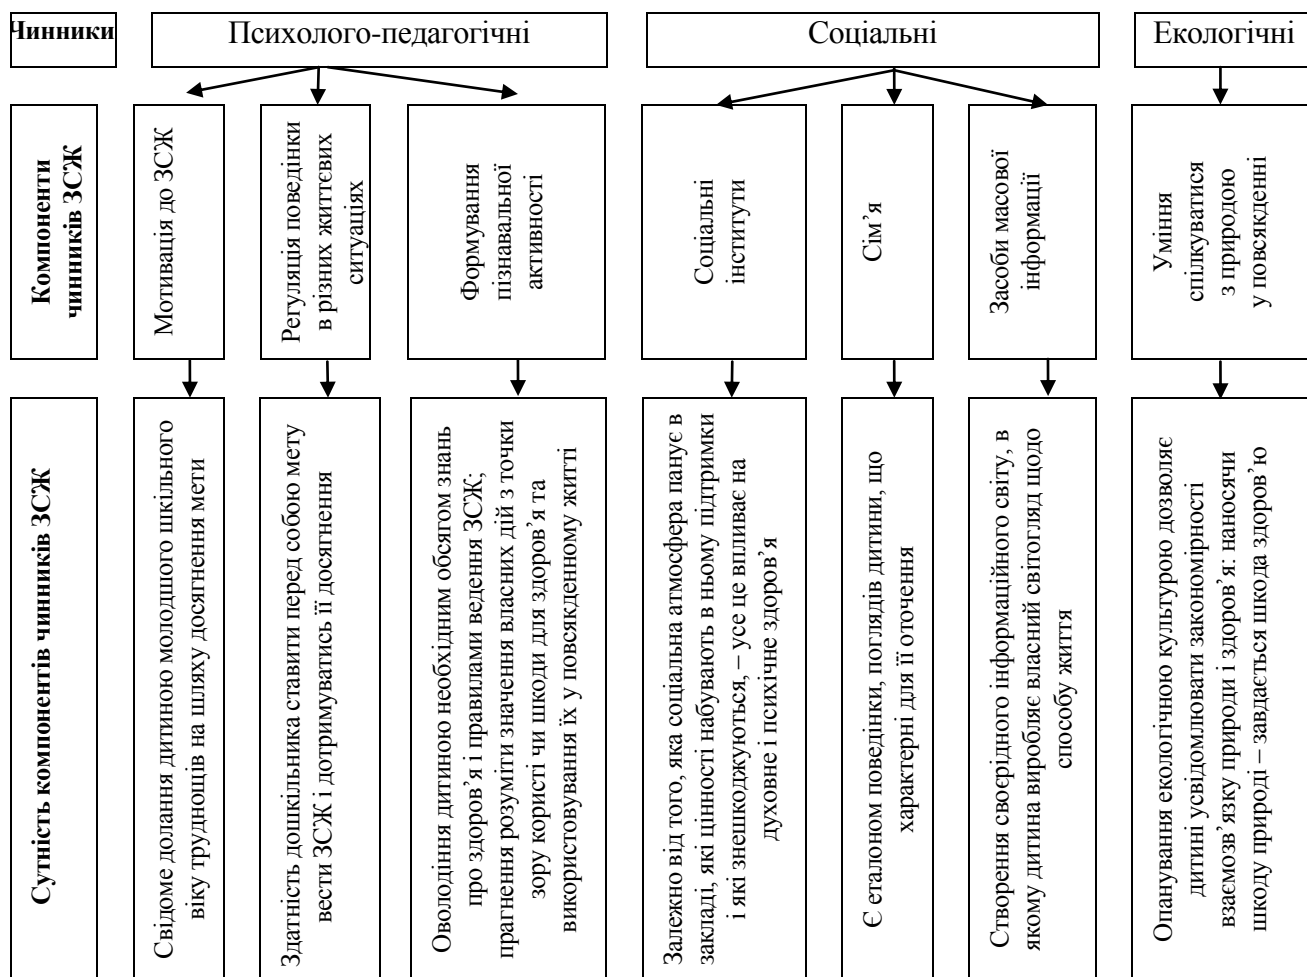 Чинники
Психолого-педагогічні
Соціальні
Екологічні
Компоненти
чинників ЗСЖ
Мотивація до ЗСЖ
Регуляція поведінки
в різних життєвих
ситуаціях
Формування
пізнавальної
активності
Соціальні
інститути
Сім’я
Засоби масової
інформації
Уміння
спілкуватися
з природою
у повсякденні
Сутність компонентів чинників ЗСЖ
Свідоме долання дитиною молодшого шкільного
віку труднощів на шляху досягнення мети
Здатність дошкільника ставити перед собою мету
вести ЗСЖ і дотримуватись її досягнення
Оволодіння дитиною необхідним обсягом знань
про здоров’я і правилами ведення ЗСЖ;
прагнення розуміти значення власних дій з точки
зору користі чи шкоди для здоров’я та
використовування їх у повсякденному житті
Залежно від того, яка соціальна атмосфера панує в
закладі, які цінності набувають в ньому підтримки
і які знешкоджуються, – усе це впливає на
духовне і психічне здоров’я
Є еталоном поведінки, поглядів дитини, що
характерні для її оточення
Створення своєрідного інформаційного світу, в
якому дитина виробляє власний світогляд щодо
способу життя
Опанування екологічною культурою дозволяє
дитині усвідомлювати закономірності
взаємозв’язку природи і здоров’я: наносячи
шкоду природі – завдається шкода здоров’ю